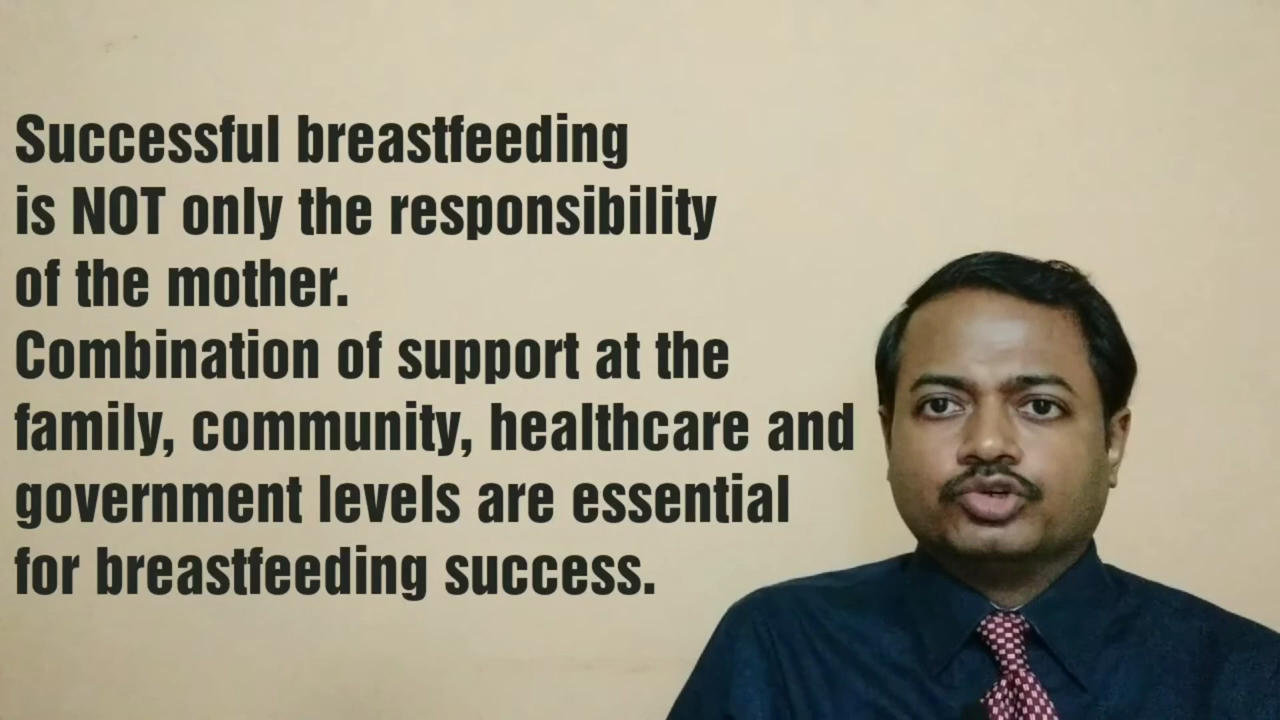 Successful breastfeeding
is NOT only the responsibility
of the mother.
Combination of support at the
family, community, healthcare and
government levels are essential
for breastfeeding success.